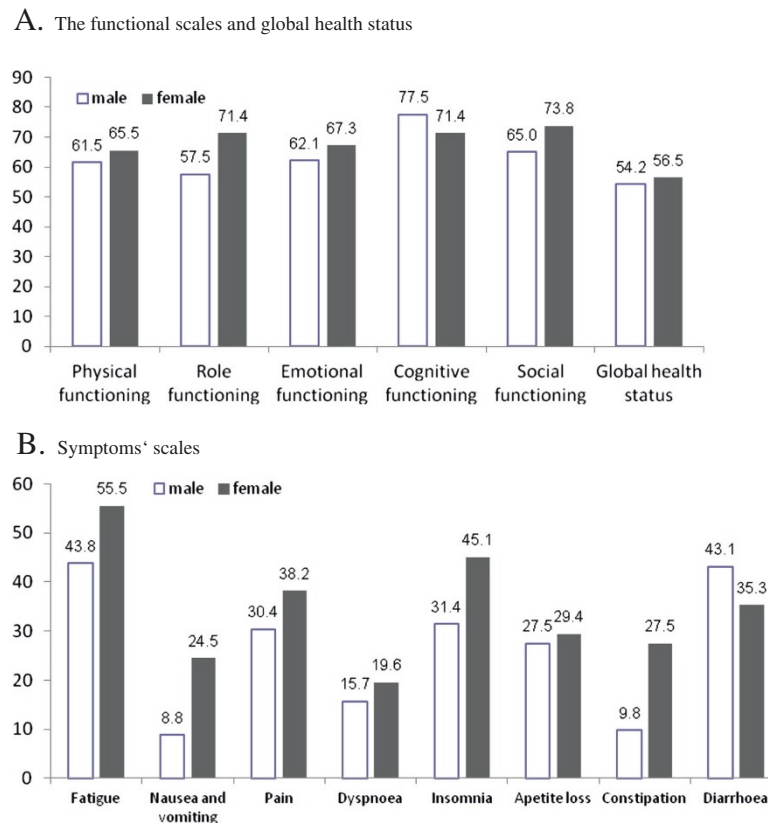 A. The functional scales and global health status
90
80
70
60
50
40
30
20
10
0
male female
61.5 65.5 57.5 71.4 62.1 67.3 77.5 71.4 65.0 73.8 54.2 56.5
Physical Role Emotional Cognitive Social Global health
functioning functioning functioning functioning functioning status
B. Symptoms‘ scales
60
50
40
30
20
10
0
male female
43.8 55.5 8.8 24.5 30.4 38.2 15.7 19.6 31.4 45.1 27.5 29.4 9.8 27.5 43.1 35.3
Fatigue Nausea and Pain Dyspnoea Insomnia Apetite loss Constipation Diarrhoea
vomiting